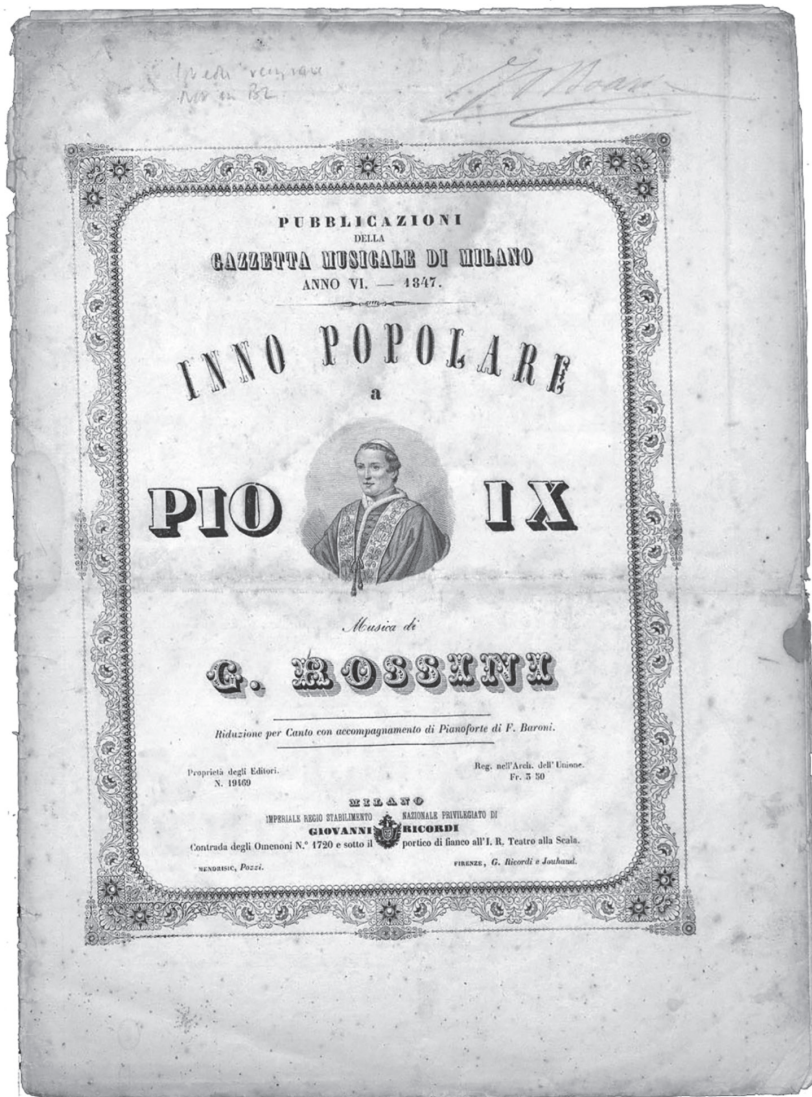 PUBBLICAZIONI
DELLA
GAZZETTA MUSICALE DI MILANO
ANNO VI. — 1847.
INNO POPOLARE
a
PIO IX
Musica di
G. ROSSINI
Riduzione per Canto con accompagnamento di Pianoforte di F. Baroni.
Proprietà degli Editori.
N. 19469
Reg. nell'Arch. dell'Unione.
Fr. 3 50
MILANO
IMPERIALE REGIO STABILIMENTO NAZIONALE PRIVILEGIATO DI
GIOVANNI RICORDI
Contrada degli Omenoni N.° 1720 e sotto il portico di fianco all'I. R. Teatro alla Scala.
MENDRISIO, Pozzi.
FIRENZE, G. Ricordi e Jouhaud.